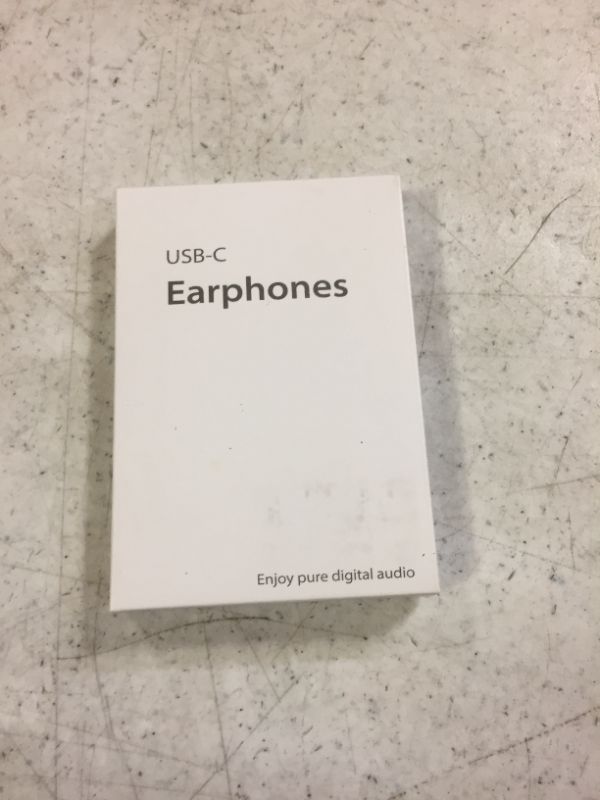 USB-C
Earphones
Enjoy pure digital audio